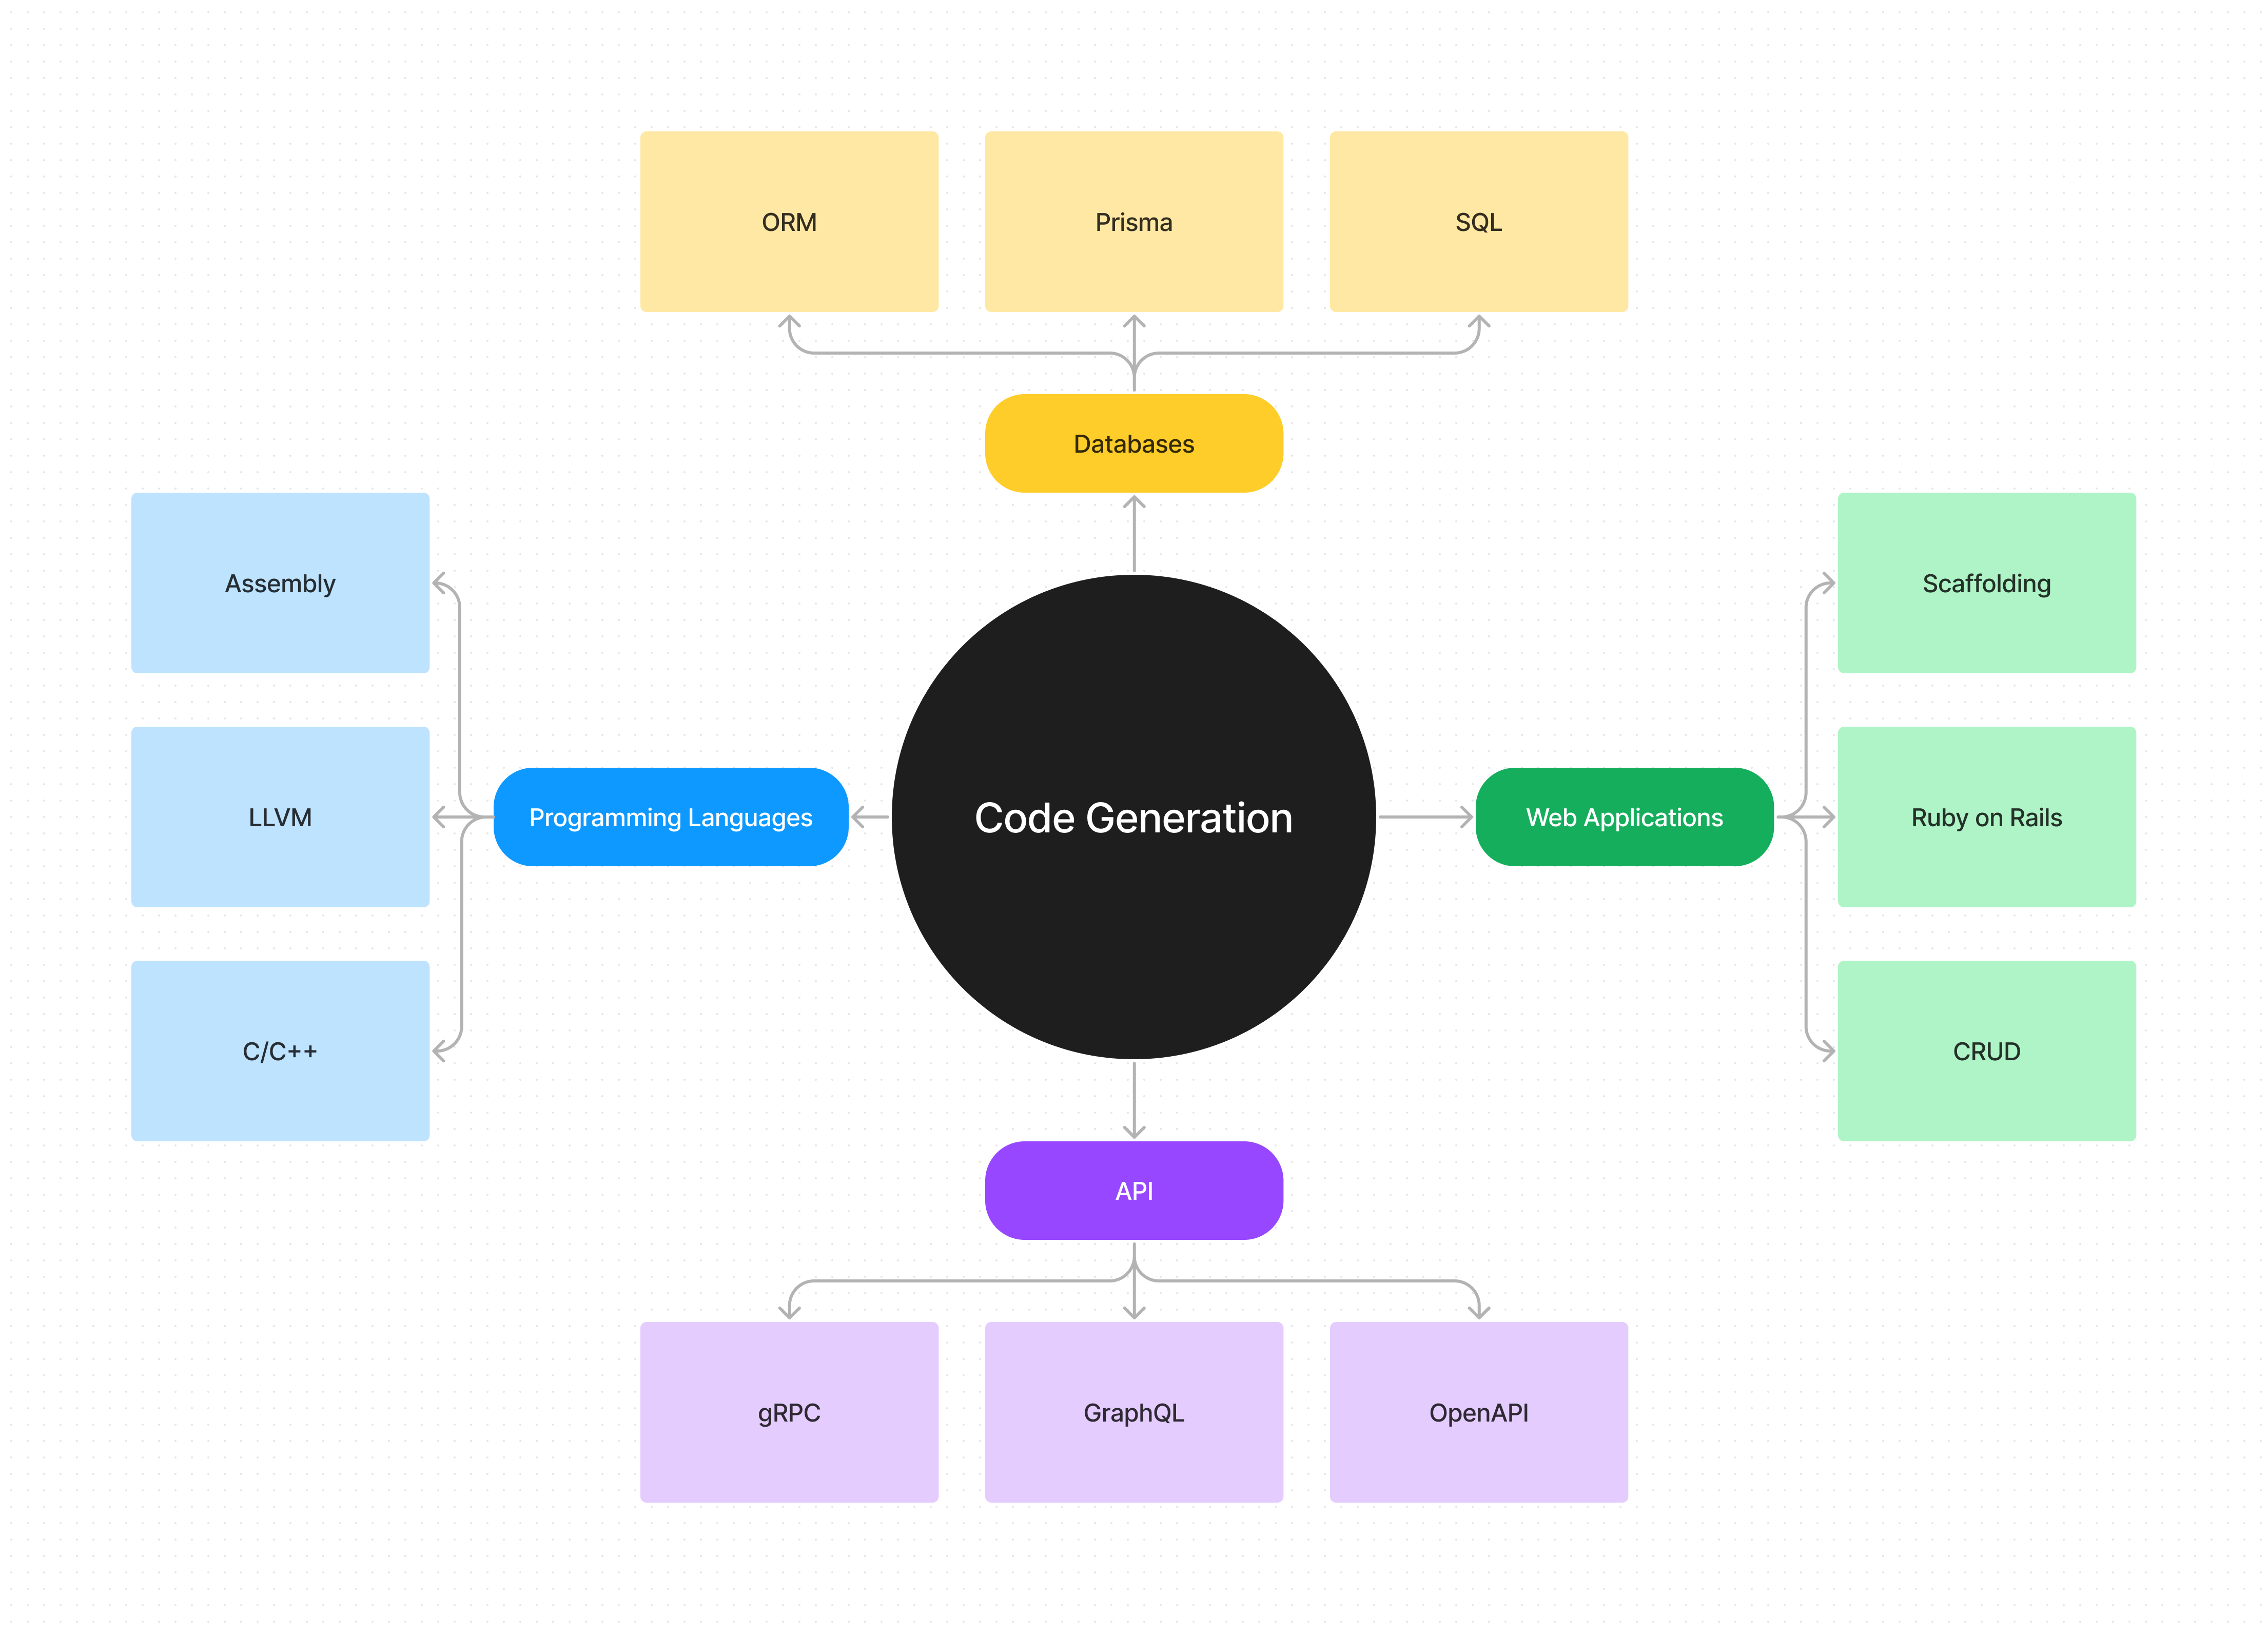 ORM
Prisma
SQL
Databases
Assembly
Scaffolding
LLVM
Programming Languages
Code Generation
Web Applications
Ruby on Rails
C/C++
CRUD
API
gRPC
GraphQL
OpenAPI